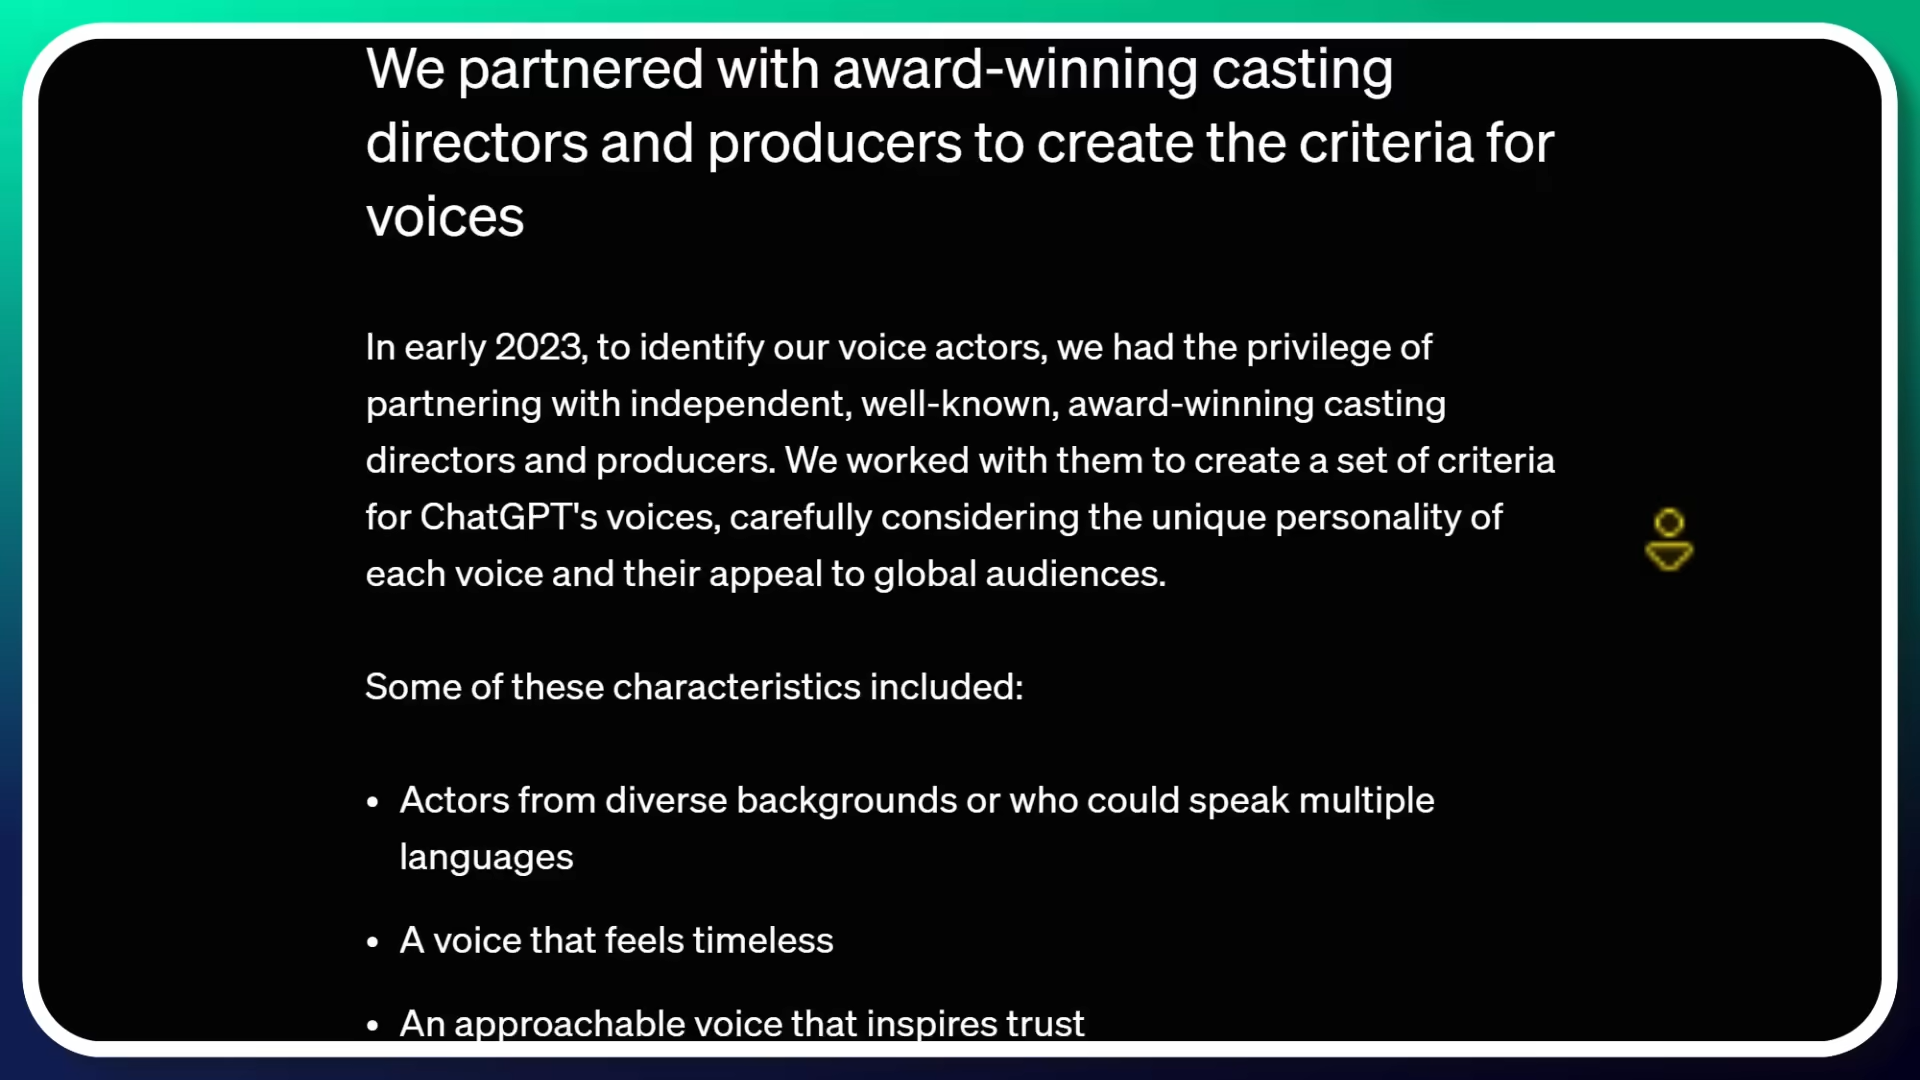 We partnered with award-winning casting
directors and producers to create the criteria for
voices
In early 2023, to identify our voice actors, we had the privilege of
partnering with independent, well-known, award-winning casting
directors and producers. We worked with them to create a set of criteria
for ChatGPT's voices, carefully considering the unique personality of
each voice and their appeal to global audiences.
Some of these characteristics included:
• Actors from diverse backgrounds or who could speak multiple
languages
• A voice that feels timeless
• An approachable voice that inspires trust